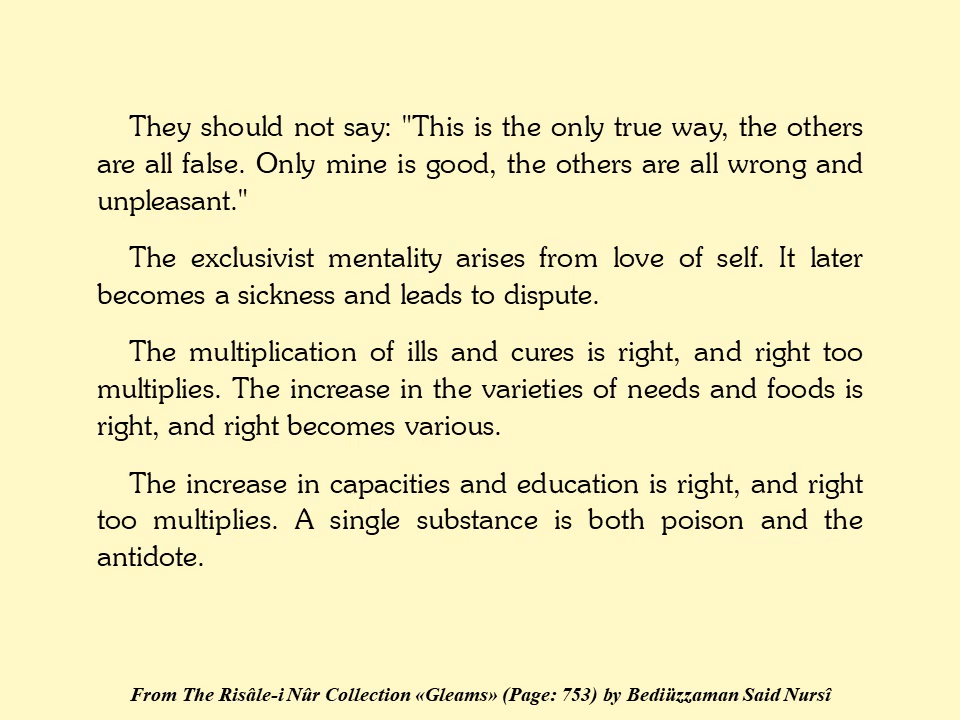 They should not say: "This is the only true way, the others
are all false. Only mine is good, the others are all wrong and
unpleasant."
The exclusivist mentality arises from love of self. It later
becomes a sickness and leads to dispute.
The multiplication of ills and cures is right, and right too
multiplies. The increase in the varieties of needs and foods is
right, and right becomes various.
The increase in capacities and education is right, and right
too multiplies. A single substance is both poison and the
antidote.
From The Risâle-i Nûr Collection «Gleams» (Page: 753) by Bediüzzaman Said Nursî